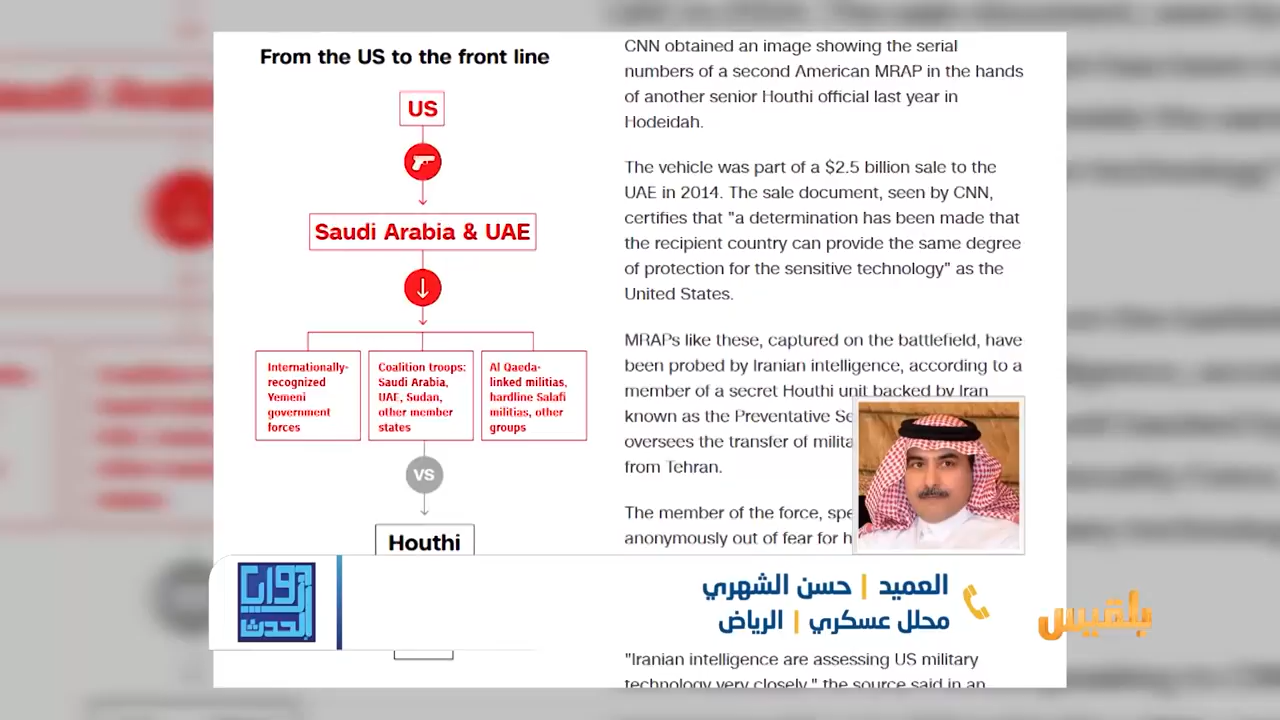 From the US to the front line
US
Saudi Arabia & UAE
Internationally-
recognized
Yemeni
government
forces
Coalition troops:
Saudi Arabia,
UAE, Sudan,
other member
states
Al Qaeda-
linked militias,
hardline Salafi
militias, other
groups
VS
Houthi
CNN obtained an image showing the serial
numbers of a second American MRAP in the hands
of another senior Houthi official last year in
Hodeidah.
The vehicle was part of a $2.5 billion sale to the
UAE in 2014. The sale document, seen by CNN,
certifies that "a determination has been made that
the recipient country can provide the same degree
of protection for the sensitive technology" as the
United States.
MRAPs like these, captured on the battlefield, have
been probed by Iranian intelligence, according to a
member of a secret Houthi unit backed by Iran
known as the Preventative Se
oversees the transfer of milita
from Tehran.
The member of the force, spe
anonymously out of fear for h
العميد | حسن الشهري
محلل عسكري | الرياض
زوايا
الحدث
بلقيس
"Iranian intelligence are assessing US military
technology very closely," the source said in an